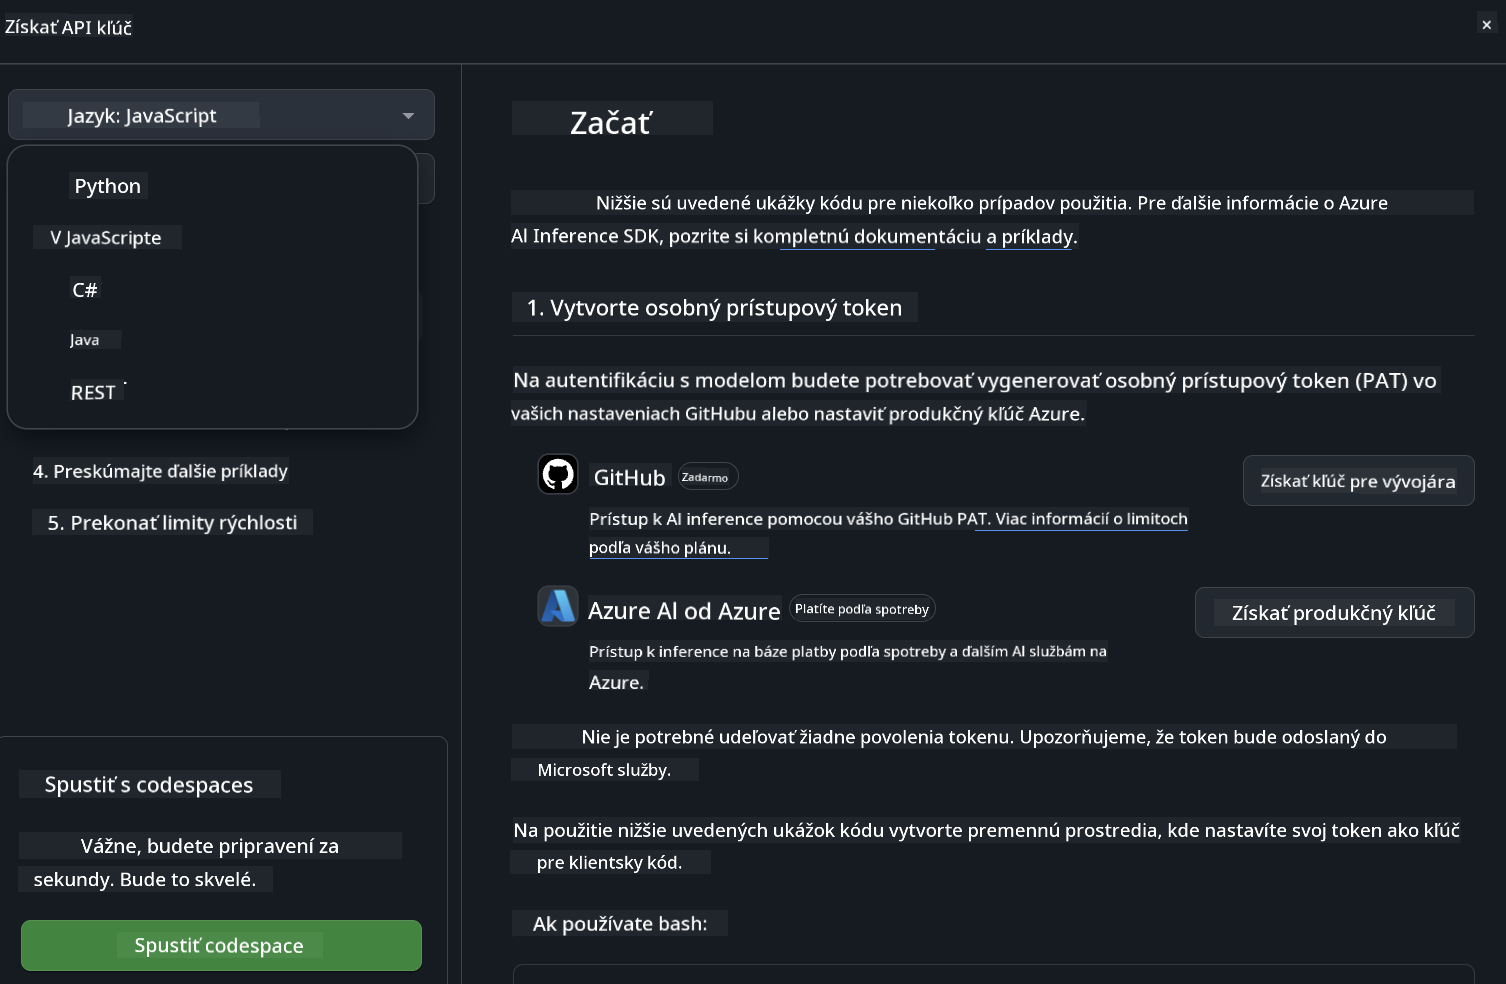 Získať API kľúč
×
Jazyk: JavaScript
Python
V JavaScripte
C#
Java
REST
4. Preskúmajte ďalšie príklady
5. Prekonať limity rýchlosti
Spustiť s codespaces
Vážne, budete pripravení za
sekundy. Bude to skvelé.
Spustiť codespace
Začať
Nižšie sú uvedené ukážky kódu pre niekoľko prípadov použitia. Pre ďalšie informácie o Azure
AI Inference SDK, pozrite si kompletnú dokumentáciu a príklady.
1. Vytvorte osobný prístupový token
Na autentifikáciu s modelom budete potrebovať vygenerovať osobný prístupový token (PAT) vo
vašich nastaveniach GitHubu alebo nastaviť produkčný kľúč Azure.
GitHub Zadarmo
Získať kľúč pre vývojára
Prístup k AI inference pomocou vášho GitHub PAT. Viac informácií o limitoch
podľa vášho plánu.
Azure AI od Azure Platíte podľa spotreby
Získať produkčný kľúč
Prístup k inference na báze platby podľa spotreby a ďalším AI službám na
Azure.
Nie je potrebné udeľovať žiadne povolenia tokenu. Upozorňujeme, že token bude odoslaný do
Microsoft služby.
Na použitie nižšie uvedených ukážok kódu vytvorte premennú prostredia, kde nastavíte svoj token ako kľúč
pre klientsky kód.
Ak používate bash: